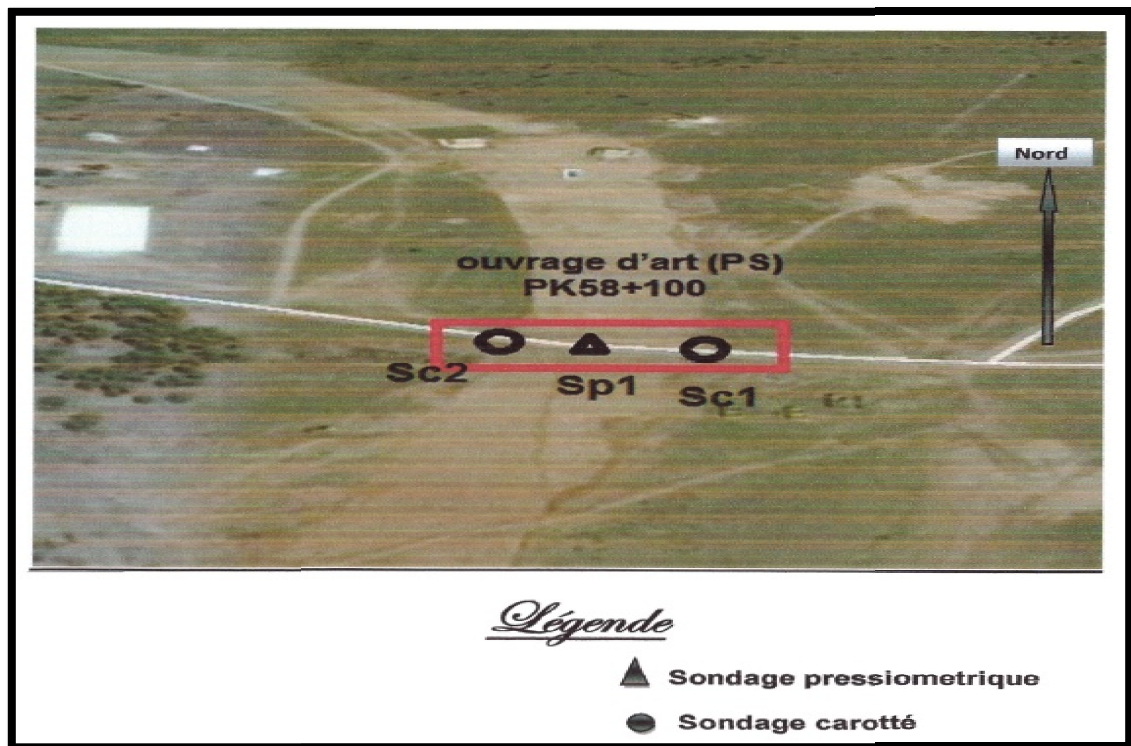 Nord
ouvrage d'art (PS)
PK58+100
Sc2
Sp1
Sc1
Légende
Sondage pressiometrique
Sondage carotté